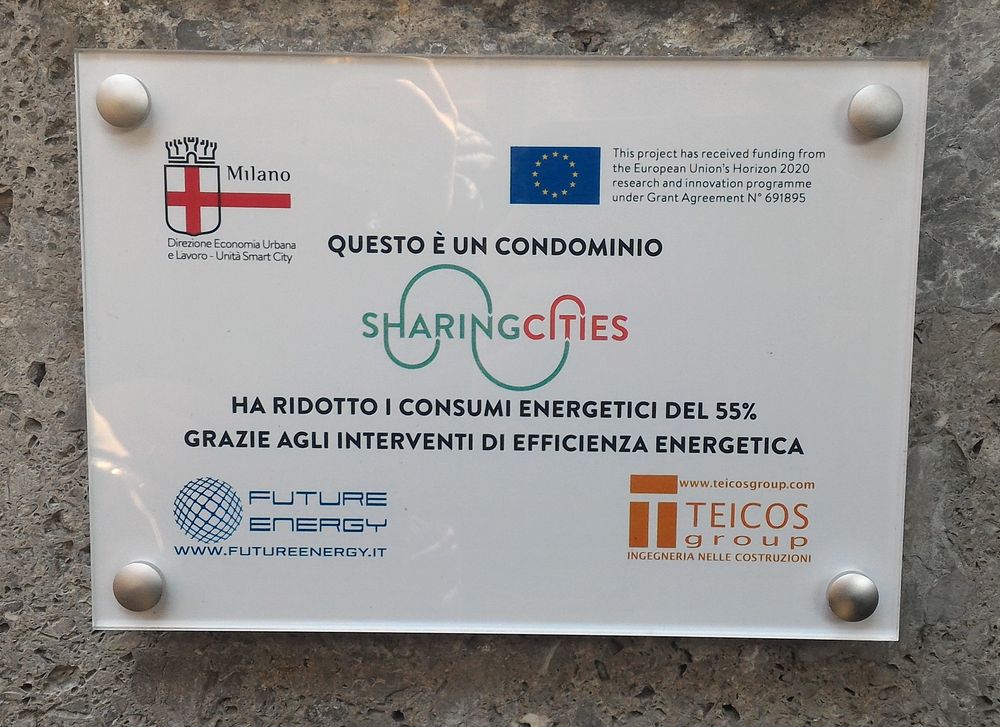 Milano
Direzione Economia Urbana
e Lavoro - Unità Smart City
This project has received funding from
the European Union's Horizon 2020
research and innovation programme
under Grant Agreement N° 691895
QUESTO È UN CONDOMINIO
SHARINGCITIES
HA RIDOTTO I CONSUMI ENERGETICI DEL 55%
GRAZIE AGLI INTERVENTI DI EFFICIENZA ENERGETICA
FUTURE
ENERGY
WWW.FUTUREENERGY.IT
www.teicosgroup.com
TEICOS
group
INGEGNERIA NELLE COSTRUZIONI